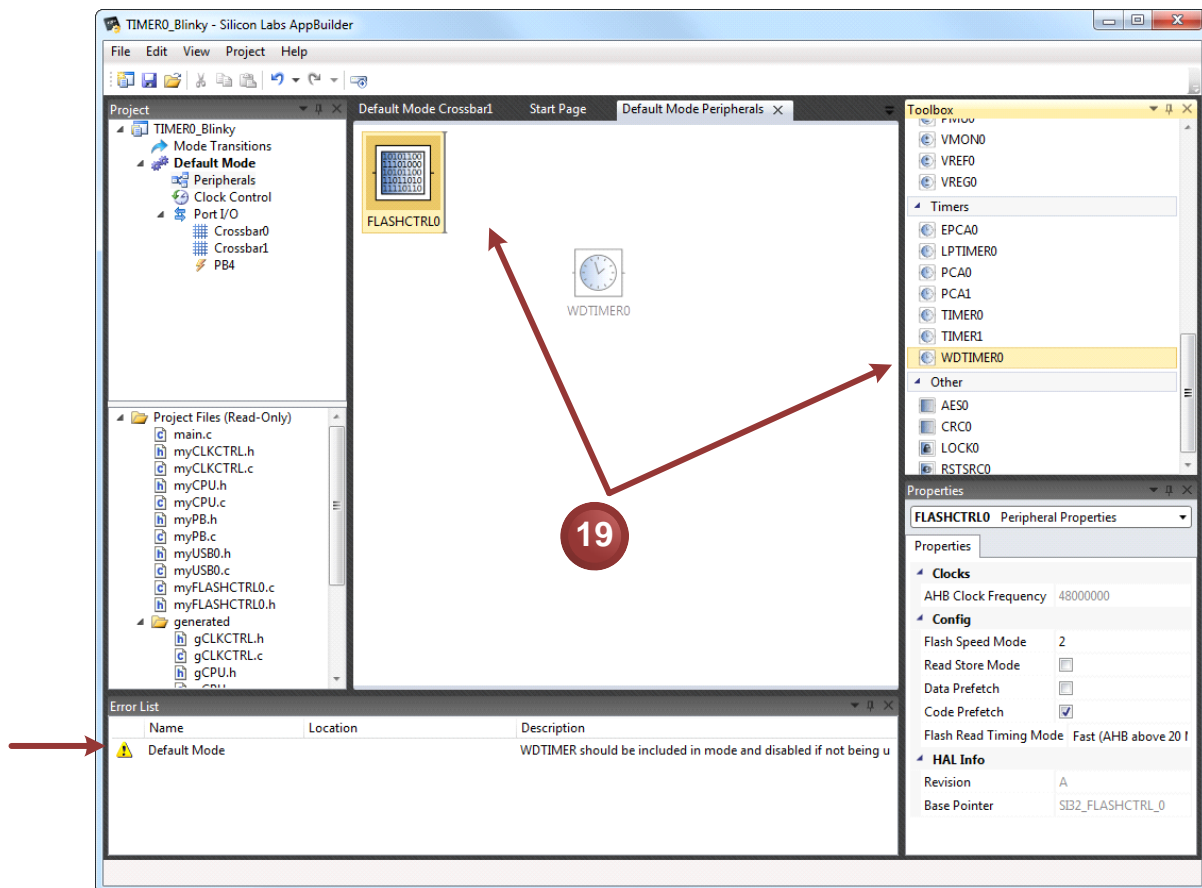 TIMER0_Blinky - Silicon Labs AppBuilder
File Edit View Project Help
Project
TIMER0_Blinky
Mode Transitions
Default Mode
Peripherals
Clock Control
Port I/O
Crossbar0
Crossbar1
PB4
Project Files (Read-Only)
main.c
myCLKCTRL.h
myCLKCTRL.c
myCPU.h
myCPU.c
myPB.h
myPB.c
myUSB0.h
myUSB0.c
myFLASHCTRL0.c
myFLASHCTRL0.h
generated
gCLKCTRL.h
gCLKCTRL.c
gCPU.h
Default Mode Crossbar1 Start Page Default Mode Peripherals
10101100
11101000
10101100
11011010
11110110
FLASHCTRL0
WDTIMER0
19
Toolbox
PMU0
VMON0
VREF0
VREG0
Timers
EPCA0
LPTIMER0
PCA0
PCA1
TIMER0
TIMER1
WDTIMER0
Other
AES0
CRC0
LOCK0
RSTSRC0
Properties
FLASHCTRL0 Peripheral Properties
Properties
Clocks
AHB Clock Frequency 48000000
Config
Flash Speed Mode 2
Read Store Mode
Data Prefetch
Code Prefetch
Flash Read Timing Mode Fast (AHB above 20
HAL Info
Revision A
Base Pointer SI32_FLASHCTRL_0
Error List
Name Location Description
Default Mode WDTIMER should be included in mode and disabled if not being u